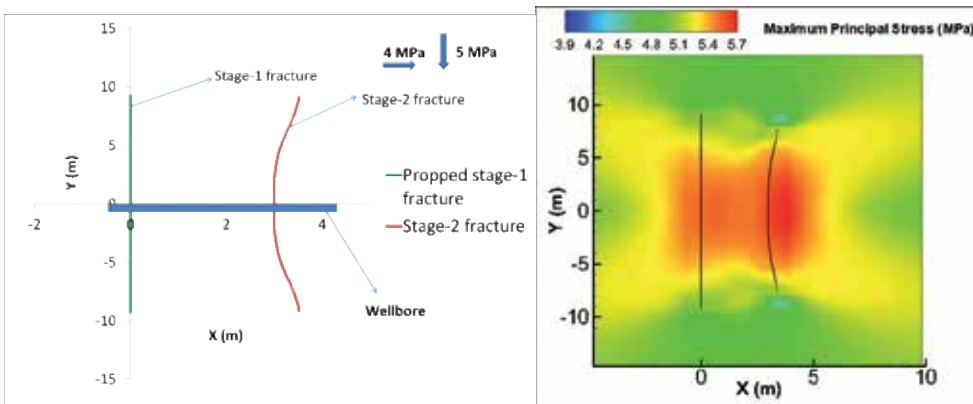 15
4 MPa
5 MPa
10
Stage-1 fracture
Stage-2 fracture
5
Y (m)
Propped stage-1
fracture
Stage-2 fracture
0
-2
0
2
4
-5
Wellbore
-10
X (m)
-15
Maximum Principal Stress (MPa)
3.9 4.2 4.5 4.8 5.1 5.4 5.7
10
5
Y (m)
0
-5
-10
0
5
10
X (m)